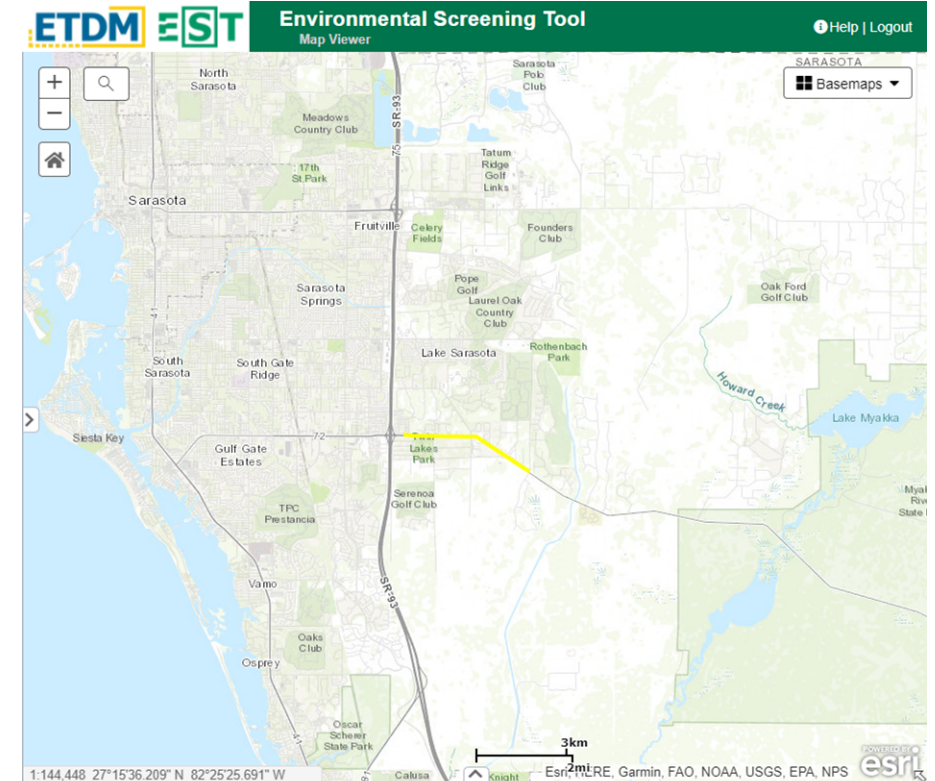 ETDM EST
Environmental Screening Tool
Map Viewer
Help | Logout
Basemaps
SARASOTA
North
Sarasota
Sarasota
Polo
Club
Meadows
Country Club
SR-93
75
Tatum
Ridge
Golf
Links
17th
St.Park
Sarasota
Fruitville
Celery
Fields
Founders
Club
Pope
Golf
Sarasota
Springs
Laurel Oak
Country
Club
Oak Ford
Golf Club
41
Lake Sarasota
Rothenbach
Park
South
Sarasota
South Gate
Ridge
Howard Creek
Lake Myakka
Siesta Key
72
Gulf Gate
Estates
Lakes
Park
Serenoa
Golf Club
TPC
Prestancia
State
SR-93
Vamo
Oaks
Club
Osprey
Oscar
Scherer
State Park
41
3km
2mi
Calusa
Knight
1:144,448 27°15'36.209" N 82°25'25.691" W
Esri, HERE, Garmin, FAO, NOAA, USGS, EPA, NPS
POWERED BY
esri